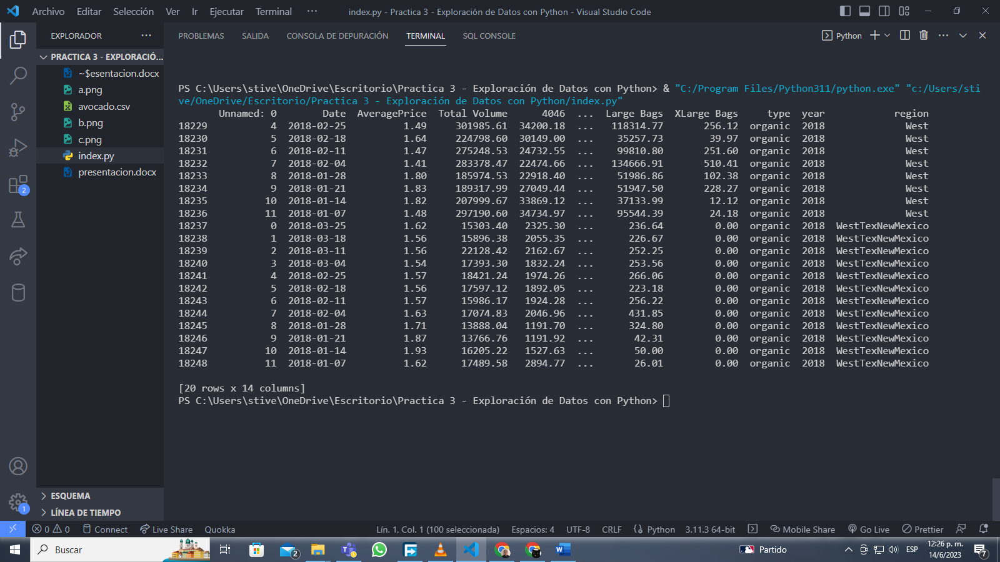 Archivo Editar Selección Ver Ir Ejecutar Terminal ··· index.py - Practica 3 - Exploración de Datos con Python - Visual Studio Code
EXPLORADOR ···
PRACTICA 3 - EXPLORACIÓ...
~$esentacion.docx
a.png
avocado.csv
b.png
c.png
index.py
presentacion.docx
2
1
ESQUEMA
LÍNEA DE TIEMPO
PROBLEMAS SALIDA CONSOLA DE DEPURACIÓN TERMINAL SQL CONSOLE Python ···
PS C:\Users\stive\OneDrive\Escritorio\Practica 3 - Exploración de Datos con Python> & "C:/Program Files/Python311/python.exe" "c:/Users/sti
ve/OneDrive/Escritorio/Practica 3 - Exploración de Datos con Python/index.py"
Unnamed: 0 Date AveragePrice Total Volume 4046 ... Large Bags XLarge Bags type year region
18229 4 2018-02-25 1.49 301985.61 34200.18 ... 118314.77 256.12 organic 2018 West
18230 5 2018-02-18 1.64 224798.60 30149.00 ... 35257.73 39.97 organic 2018 West
18231 6 2018-02-11 1.47 275248.53 24732.55 ... 99810.80 251.60 organic 2018 West
18232 7 2018-02-04 1.41 283378.47 22474.66 ... 134666.91 510.41 organic 2018 West
18233 8 2018-01-28 1.80 185974.53 22918.40 ... 51986.86 102.38 organic 2018 West
18234 9 2018-01-21 1.83 189317.99 27049.44 ... 51947.50 228.27 organic 2018 West
18235 10 2018-01-14 1.82 207999.67 33869.12 ... 37133.99 12.12 organic 2018 West
18236 11 2018-01-07 1.48 297190.60 34734.97 ... 95544.39 24.18 organic 2018 West
18237 0 2018-03-25 1.62 15303.40 2325.30 ... 236.64 0.00 organic 2018 WestTexNewMexico
18238 1 2018-03-18 1.56 15896.38 2055.35 ... 226.67 0.00 organic 2018 WestTexNewMexico
18239 2 2018-03-11 1.56 22128.42 2162.67 ... 252.25 0.00 organic 2018 WestTexNewMexico
18240 3 2018-03-04 1.54 17393.30 1832.24 ... 253.56 0.00 organic 2018 WestTexNewMexico
18241 4 2018-02-25 1.57 18421.24 1974.26 ... 266.06 0.00 organic 2018 WestTexNewMexico
18242 5 2018-02-18 1.56 17597.12 1892.05 ... 223.18 0.00 organic 2018 WestTexNewMexico
18243 6 2018-02-11 1.57 15986.17 1924.28 ... 256.22 0.00 organic 2018 WestTexNewMexico
18244 7 2018-02-04 1.63 17074.83 2046.96 ... 431.85 0.00 organic 2018 WestTexNewMexico
18245 8 2018-01-28 1.71 13888.04 1191.70 ... 324.80 0.00 organic 2018 WestTexNewMexico
18246 9 2018-01-21 1.87 13766.76 1191.92 ... 42.31 0.00 organic 2018 WestTexNewMexico
18247 10 2018-01-14 1.93 16205.22 1527.63 ... 50.00 0.00 organic 2018 WestTexNewMexico
18248 11 2018-01-07 1.62 17489.58 2894.77 ... 26.01 0.00 organic 2018 WestTexNewMexico
[20 rows x 14 columns]
PS C:\Users\stive\OneDrive\Escritorio\Practica 3 - Exploración de Datos con Python>
0 0 Connect Live Share Quokka Lín. 1, Col. 1 (100 seleccionada) Espacios: 4 UTF-8 CRLF Python 3.11.3 64-bit Mobile Share Go Live Prettier
Buscar 2 Partido ESP 12:26 p. m.
14/6/2023 7